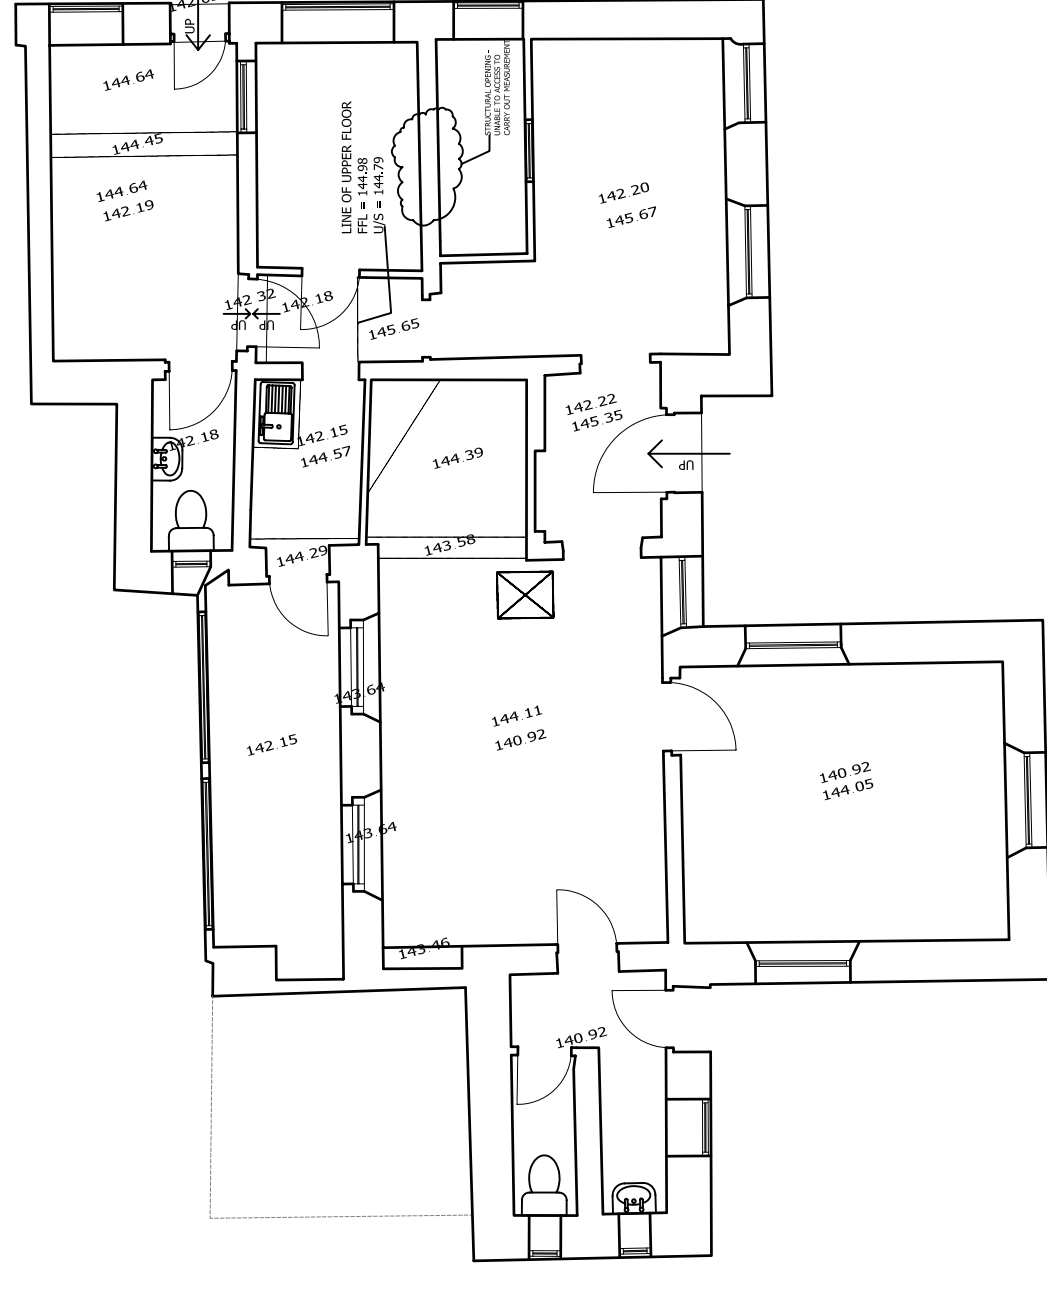 UP
144.64
144.45
144.64
142.19
LINE OF UPPER FLOOR
FFL = 144.98
U/S = 144.79
STRUCTURAL OPENING -
UNABLE TO ACCESS TO
CARRY OUT MEASUREMENT
142.20
145.67
142.32
142.18
UP
UP
145.65
142.22
145.35
UP
142.18
142.15
144.57
144.39
144.29
143.58
143.64
144.11
140.92
142.15
140.92
144.05
143.64
143.46
140.92